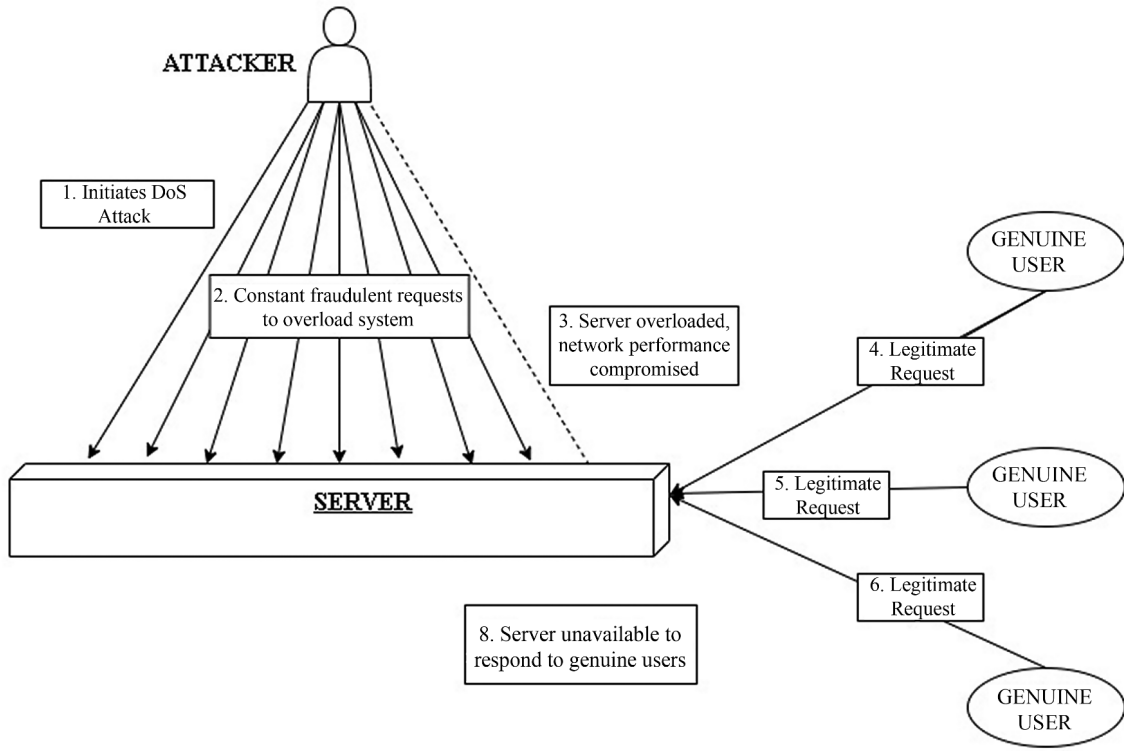 ATTACKER
1. Initiates DoS
Attack
2. Constant fraudulent requests
to overload system
3. Server overloaded,
network performance
compromised
GENUINE
USER
4. Legitimate
Request
SERVER
5. Legitimate
Request
GENUINE
USER
6. Legitimate
Request
8. Server unavailable to
respond to genuine users
GENUINE
USER